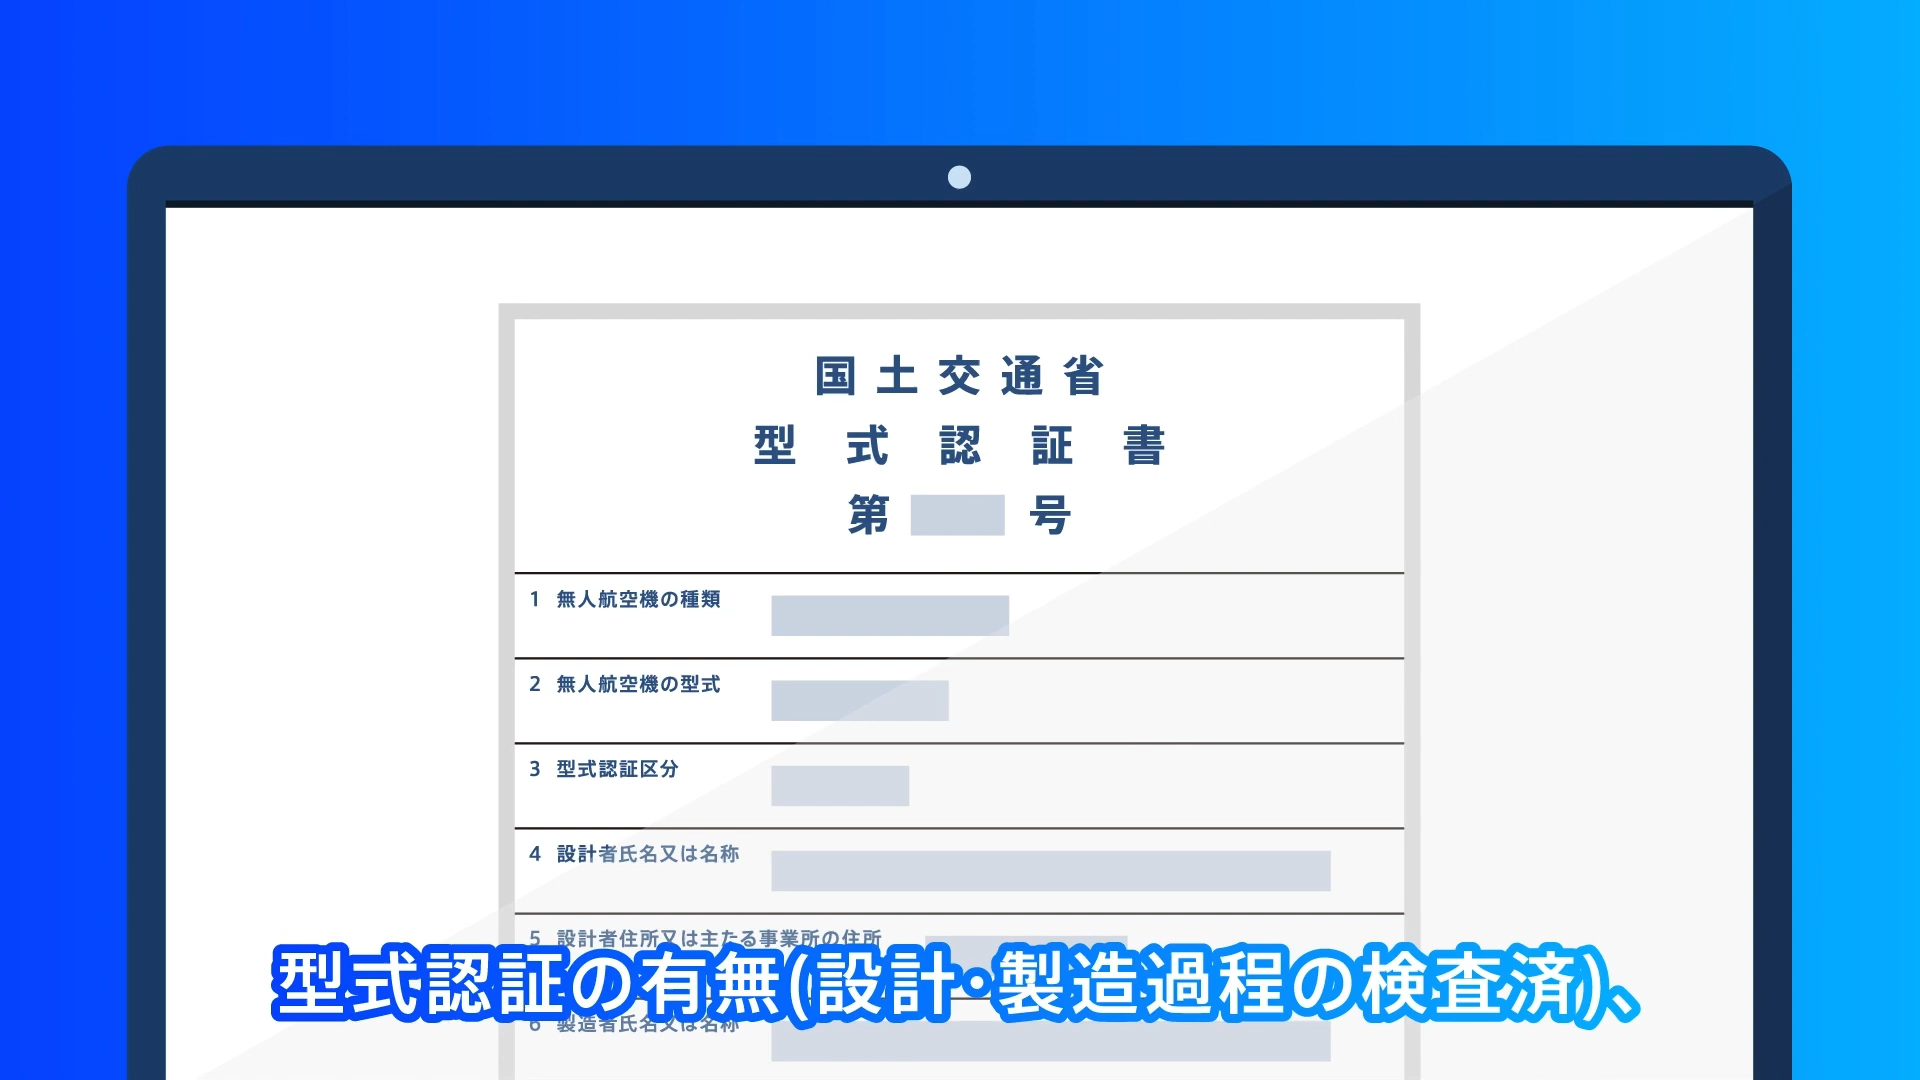 国土交通省
型式認証書
第 号
1 無人航空機の種類
2 無人航空機の型式
3 型式認証区分
4 設計者氏名又は名称
5 設計者住所又は主たる事業所の住所
6 製造者氏名又は名称
型式認証の有無(設計・製造過程の検査済)、